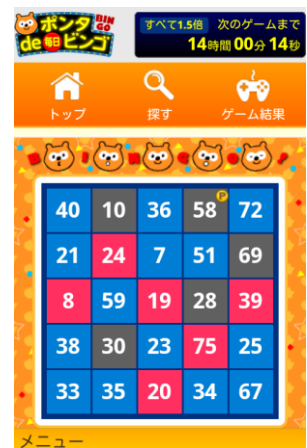 ポンタ BINGO
de 毎日 ビンゴ
すべて1.5倍 次のゲームまで
14時間 00分 14秒
トップ 探す ゲーム結果
B I N G O !
40 10 36 58 P 72
21 24 7 51 69
8 59 19 28 39
38 30 23 75 25
33 35 20 34 67
メニュー